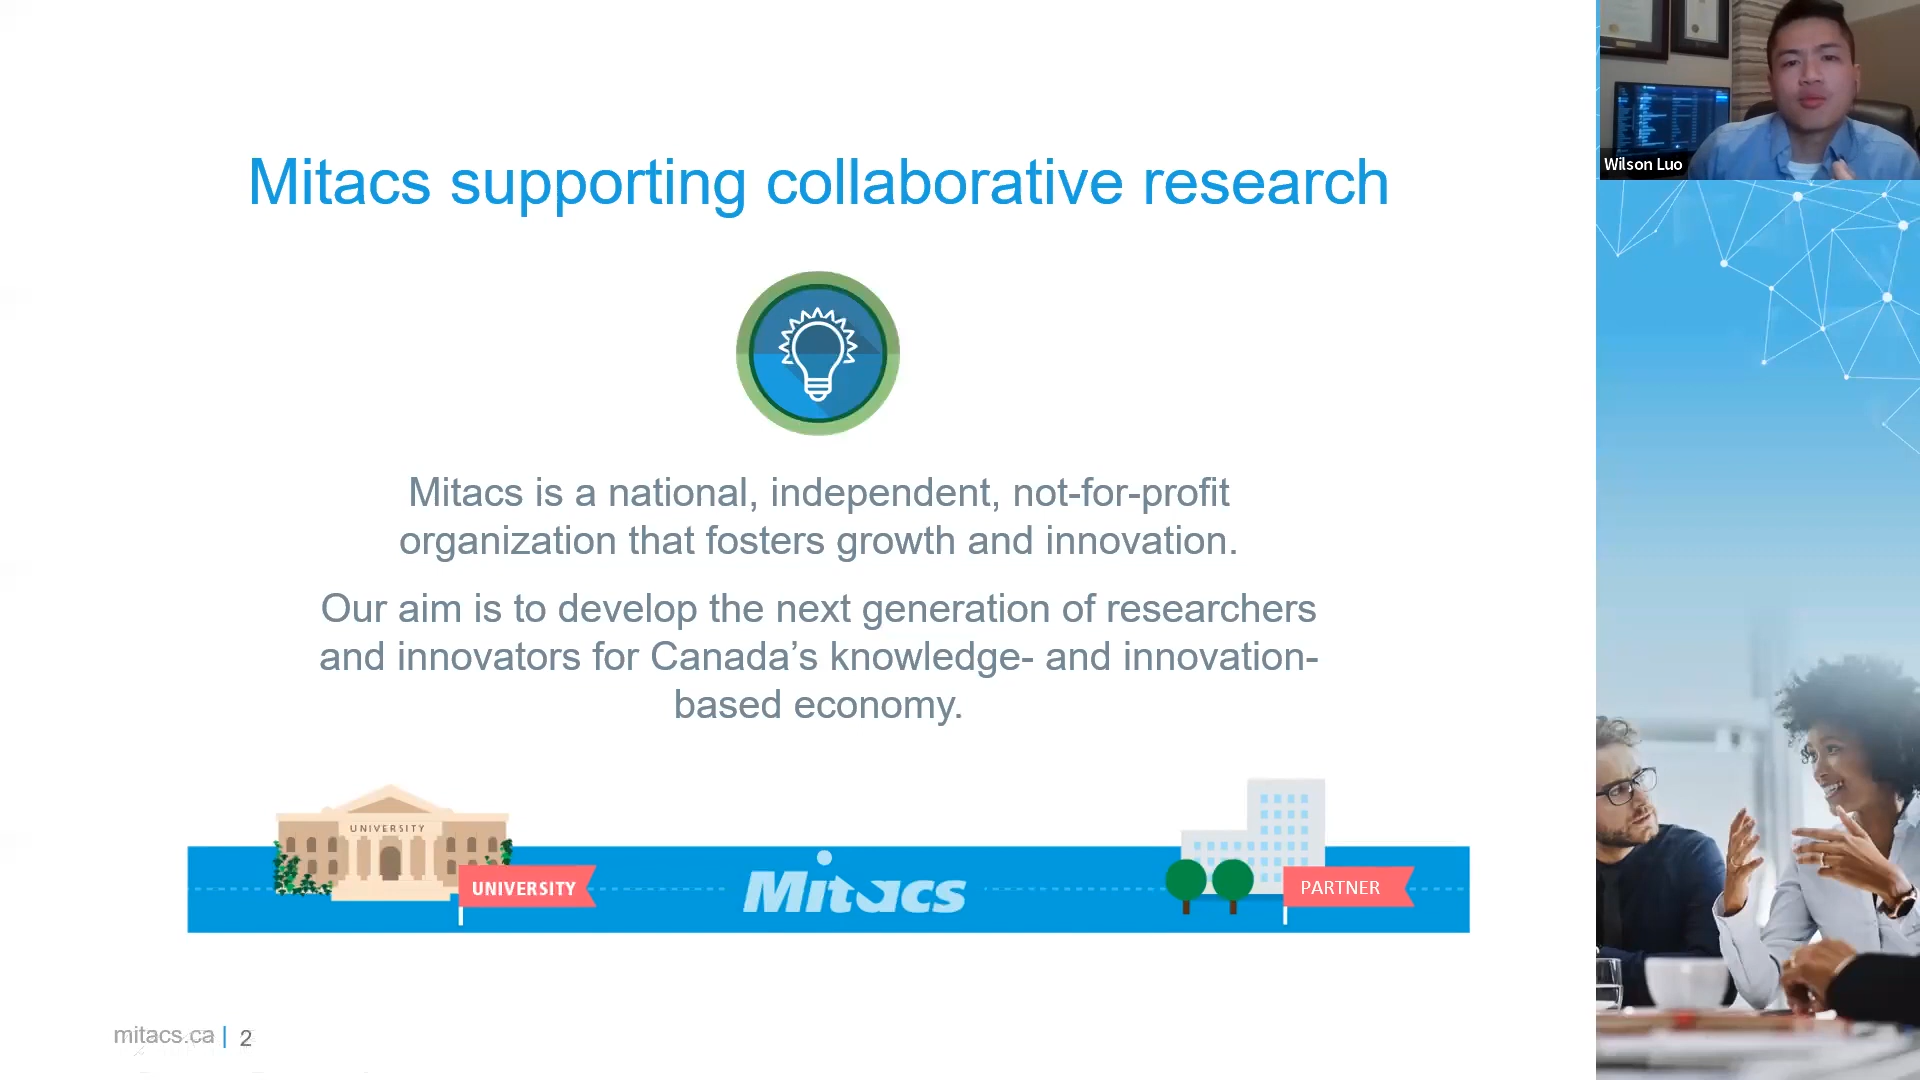 Mitacs supporting collaborative research
Mitacs is a national, independent, not-for-profit
organization that fosters growth and innovation.
Our aim is to develop the next generation of researchers
and innovators for Canada’s knowledge- and innovation-
based economy.
UNIVERSITY
UNIVERSITY
Mitacs
PARTNER
mitacs.ca | 2
Wilson Luo